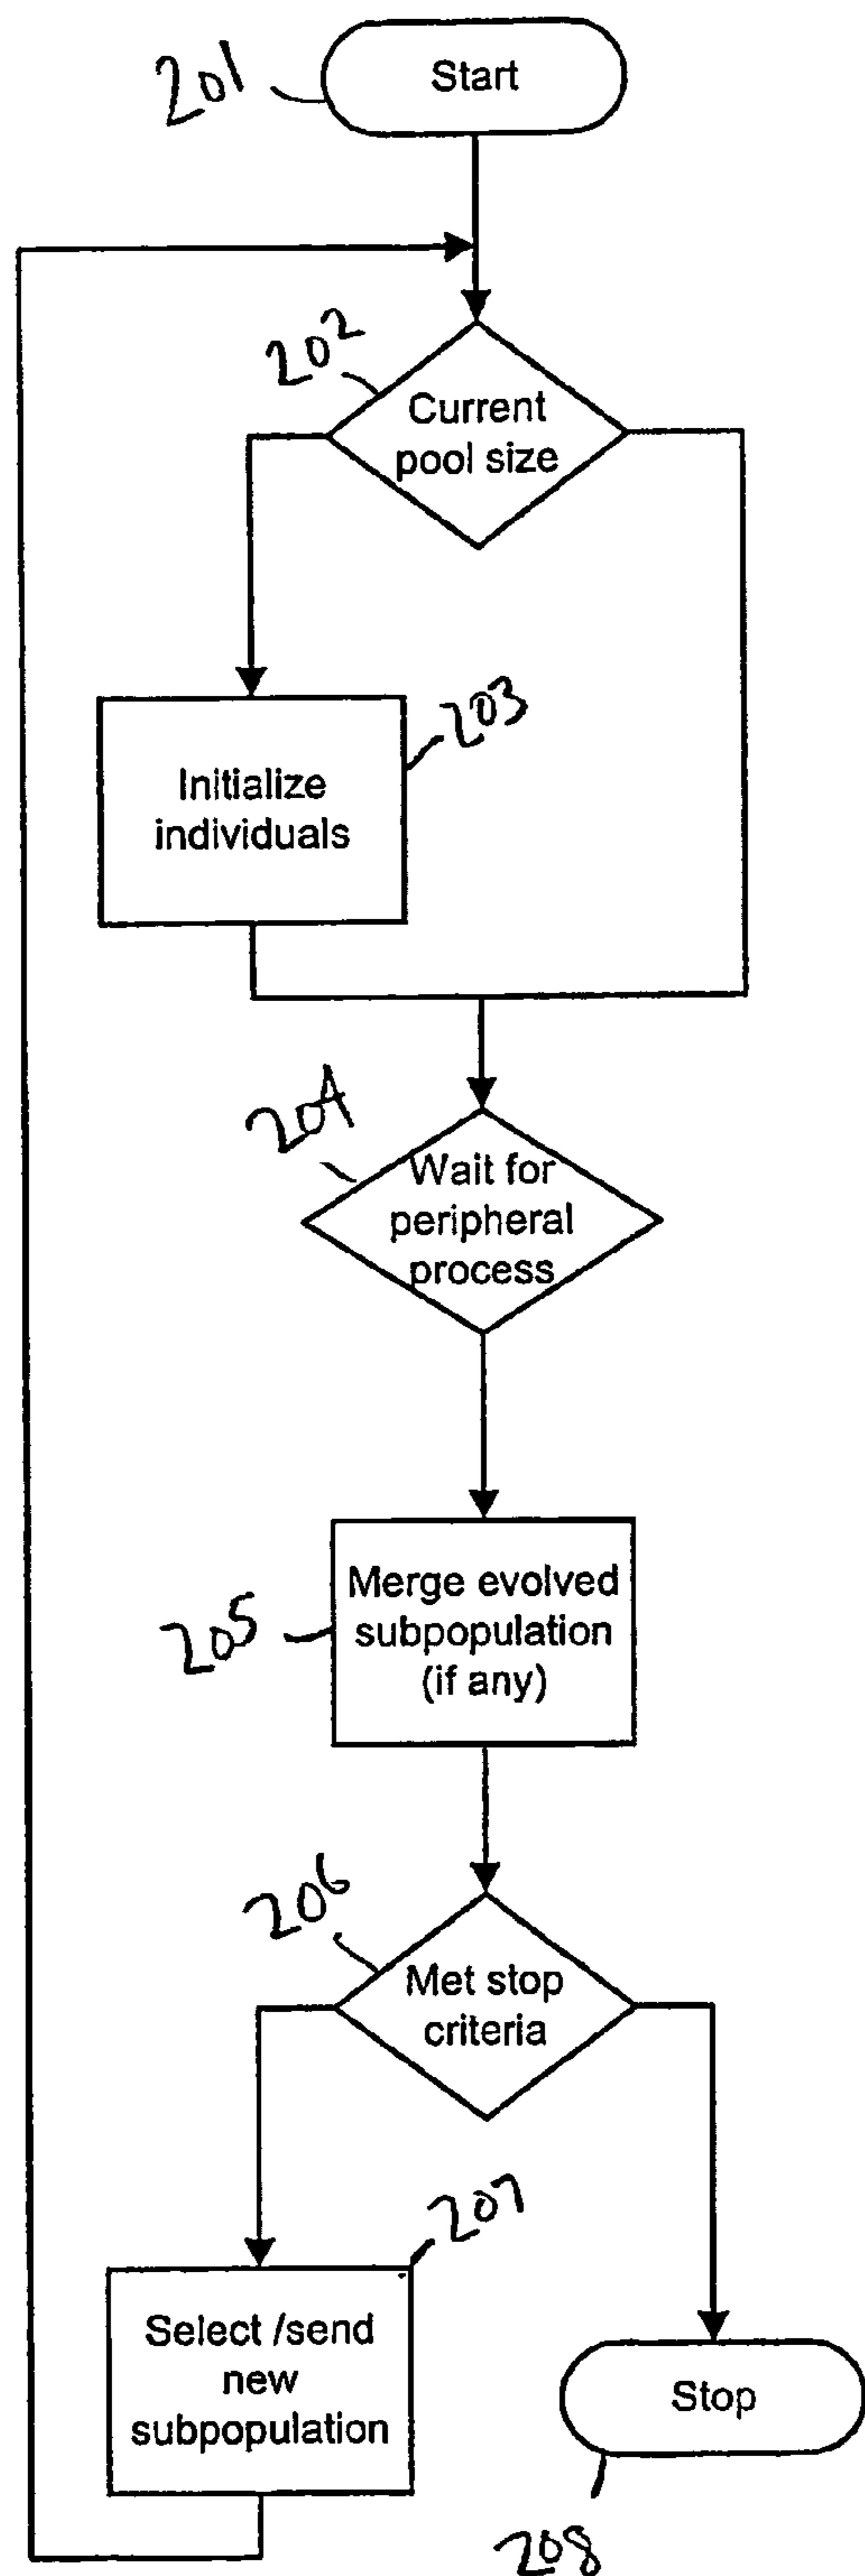 201
Start
202
Current
pool size
203
Initialize
individuals
204
Wait for
peripheral
process
205
Merge evolved
subpopulation
(if any)
206
Met stop
criteria
207
Select /send
new
subpopulation
Stop
208